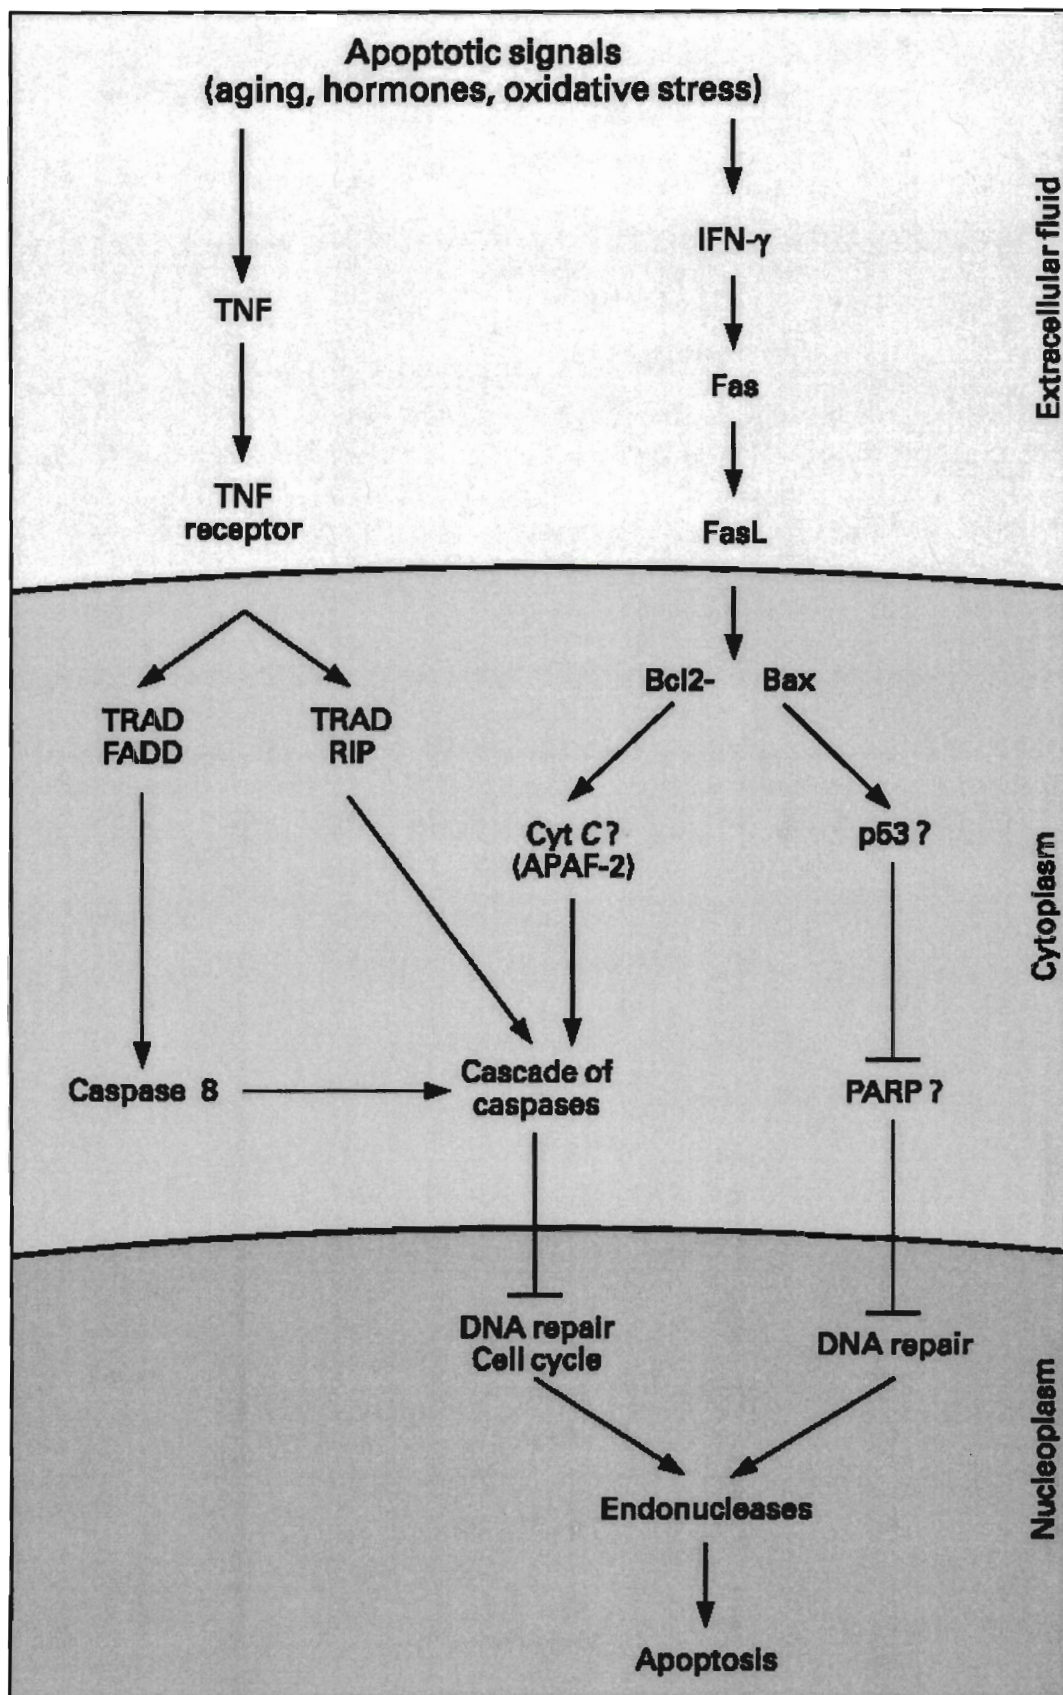 Apoptotic signals
(aging, hormones, oxidative stress)
IFN-γ
TNF
Fas
TNF
receptor
FasL
Extracellular fluid
Bcl2-
Bax
TRAD
FADD
TRAD
RIP
Cyt C?
(APAF-2)
p53?
Caspase 8
Cascade of
caspases
PARP?
Cytoplasm
DNA repair
Cell cycle
DNA repair
Endonucleases
Apoptosis
Nucleoplasm